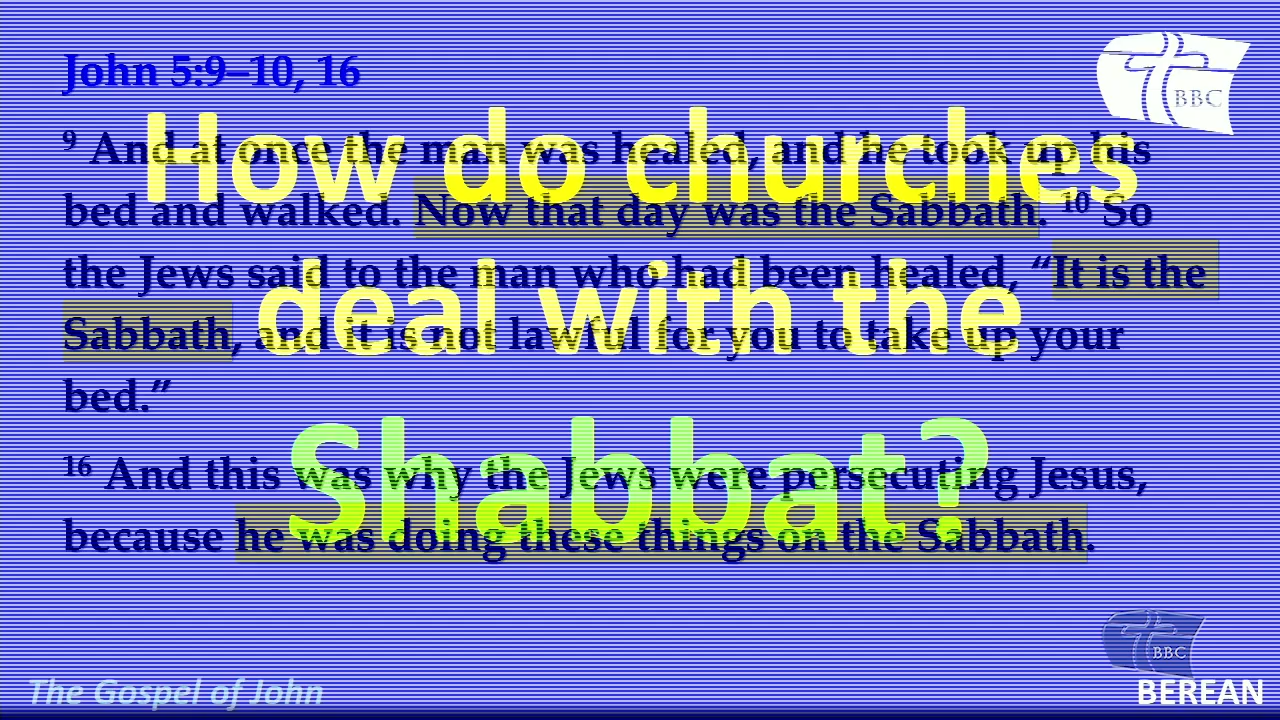 John 5:9–10, 16
BBC
How do churches
deal with the
Shabbat?
9 And at once the man was healed, and he took up his
bed and walked. Now that day was the Sabbath. 10 So
the Jews said to the man who had been healed, “It is the
Sabbath, and it is not lawful for you to take up your
bed.”
16 And this was why the Jews were persecuting Jesus,
because he was doing these things on the Sabbath.
BBC
The Gospel of John
BEREAN